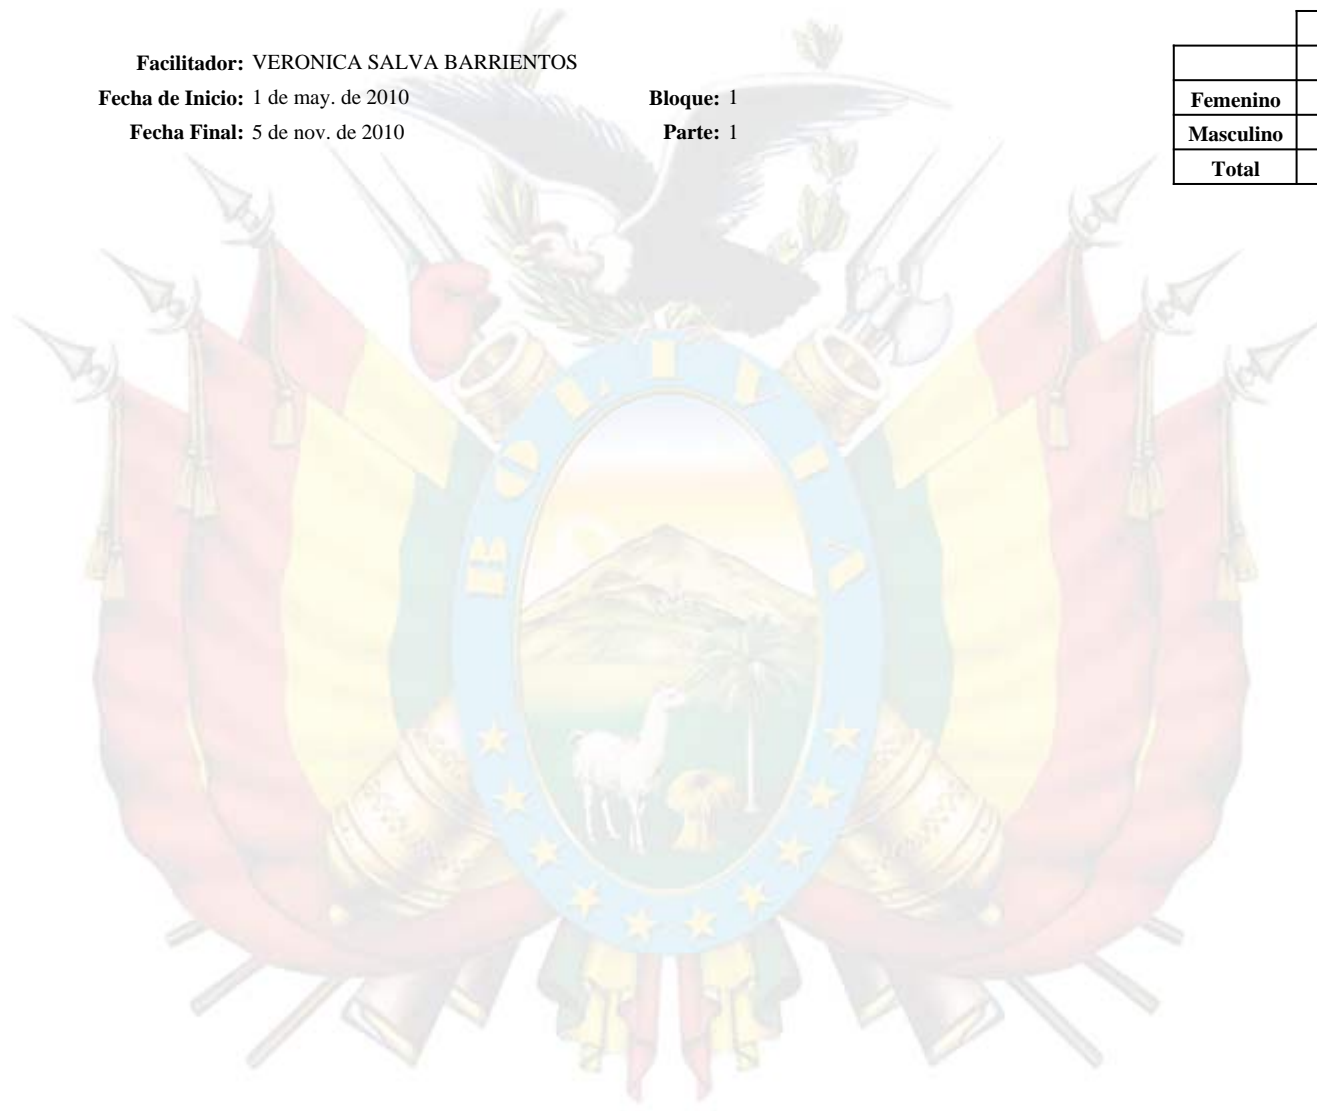 Facilitador: VERONICA SALVA BARRIENTOS
Fecha de Inicio: 1 de may. de 2010 Bloque: 1
Fecha Final: 5 de nov. de 2010 Parte: 1
Femenino
Masculino
Total
BOLIVIA